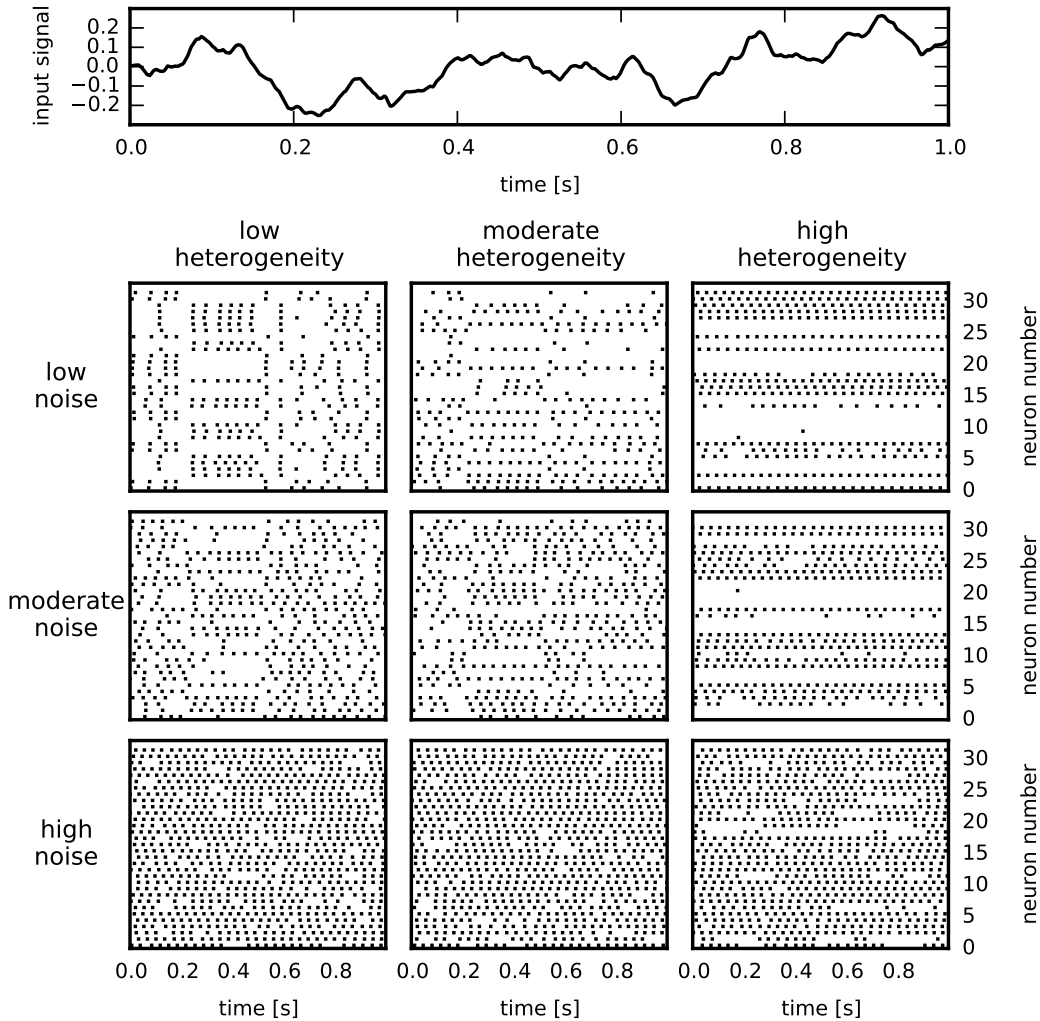 input signal
0.2
0.1
0.0
−0.1
−0.2
0.0 0.2 0.4 0.6 0.8 1.0
time [s]
low
heterogeneity
moderate
heterogeneity
high
heterogeneity
low
noise
30
25
20
15
10
5
0
neuron number
moderate
noise
30
25
20
15
10
5
0
neuron number
high
noise
30
25
20
15
10
5
0
neuron number
0.0 0.2 0.4 0.6 0.8
0.0 0.2 0.4 0.6 0.8
0.0 0.2 0.4 0.6 0.8
time [s]
time [s]
time [s]